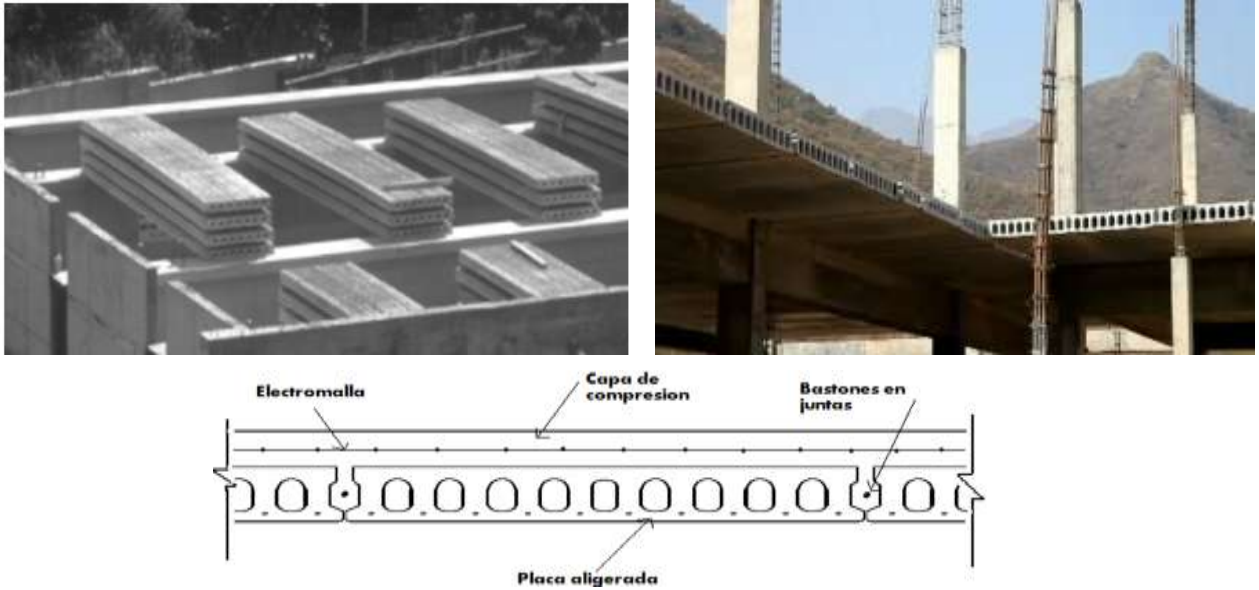 Electromalla
Capa de
compresion
Bastones en
juntas
Placa aligerada